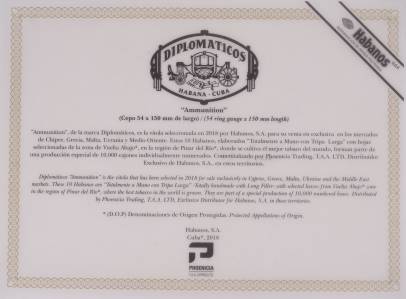 DIPLOMATICOS
HABANA - CUBA
Habanos
"Ammunition"
(Cepo 54 x 150 mm de largo) / (54 ring gauge x 150 mm length)
"Ammunition", de la marca Diplomáticos, es la vitola seleccionada en 2018 por Habanos, S.A. para su venta en exclusiva en los mercados
de Chipre, Grecia, Malta, Ucrania y Medio Oriente. Estos 10 Habanos, elaborados "Totalmente a Mano con Tripa Larga" con hojas
seleccionadas de la zona de Vuelta Abajo*, en la región de Pinar del Río*, donde se cultiva el mejor tabaco del mundo, forman parte de
una producción especial de 10.000 cajones individualmente numerados. Comercializado por Phoenicia Trading, T.A.A. LTD, Distribuidor
Exclusivo de Habanos, S.A., en estos territorios.
Diplomáticos "Ammunition" is the vitola that has been selected in 2018 for sale exclusively in Cyprus, Greece, Malta, Ukraine and the Middle East
markets. These 10 Habanos are "Totalmente a Mano con Tripa Larga" -Totally handmade with Long Filler- with selected leaves from Vuelta Abajo* zone
in the region of Pinar del Río*, where the best tobacco in the world is grown. They are part of a special production of 10,000 numbered boxes. Distributed
by Phoenicia Trading, T.A.A. LTD, Exclusive Distributor for Habanos, S.A. in these territories.
* (D.O.P) Denominaciones de Origen Protegidas. Protected Appellations of Origin.
Habanos, S.A.
Cuba*, 2018
PHOENICIA